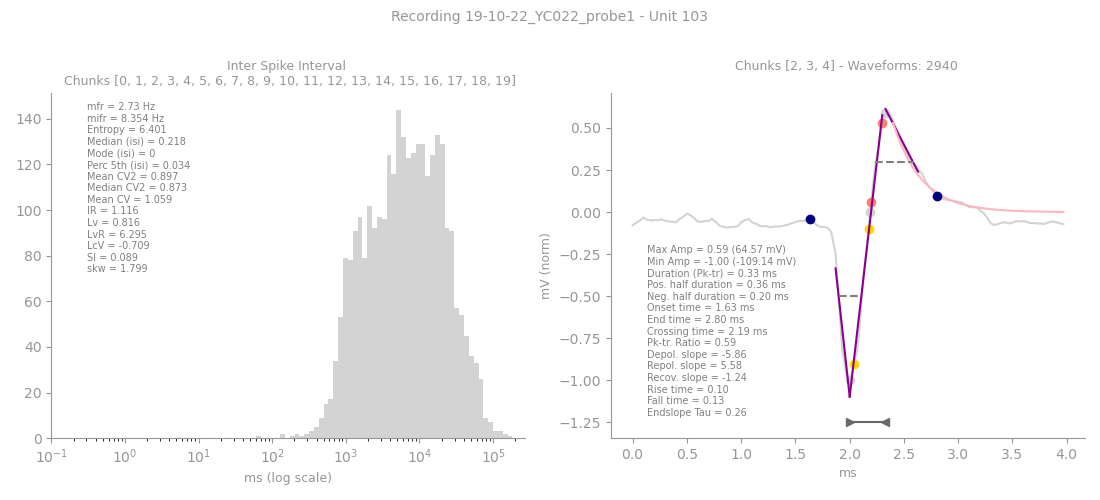 Recording 19-10-22_YC022_probe1 - Unit 103
Inter Spike Interval
Chunks [0, 1, 2, 3, 4, 5, 6, 7, 8, 9, 10, 11, 12, 13, 14, 15, 16, 17, 18, 19]
mfr = 2.73 Hz
mifr = 8.354 Hz
Entropy = 6.401
Median (isi) = 0.218
Mode (isi) = 0
Perc 5th (isi) = 0.034
Mean CV2 = 0.897
Median CV2 = 0.873
Mean CV = 1.059
IR = 1.116
Lv = 0.816
LvR = 6.295
LcV = -0.709
SI = 0.089
skw = 1.799
140
120
100
80
60
40
20
0
10⁻¹ 10⁰ 10¹ 10² 10³ 10⁴ 10⁵
ms (log scale)
Chunks [2, 3, 4] - Waveforms: 2940
mV (norm)
0.50
0.25
0.00
−0.25
−0.50
−0.75
−1.00
−1.25
Max Amp = 0.59 (64.57 mV)
Min Amp = -1.00 (-109.14 mV)
Duration (Pk-tr) = 0.33 ms
Pos. half duration = 0.36 ms
Neg. half duration = 0.20 ms
Onset time = 1.63 ms
End time = 2.80 ms
Crossing time = 2.19 ms
Pk-tr. Ratio = 0.59
Depol. slope = -5.86
Repol. slope = 5.58
Recov. slope = -1.24
Rise time = 0.10
Fall time = 0.13
Endslope Tau = 0.26
0.0 0.5 1.0 1.5 2.0 2.5 3.0 3.5 4.0
ms